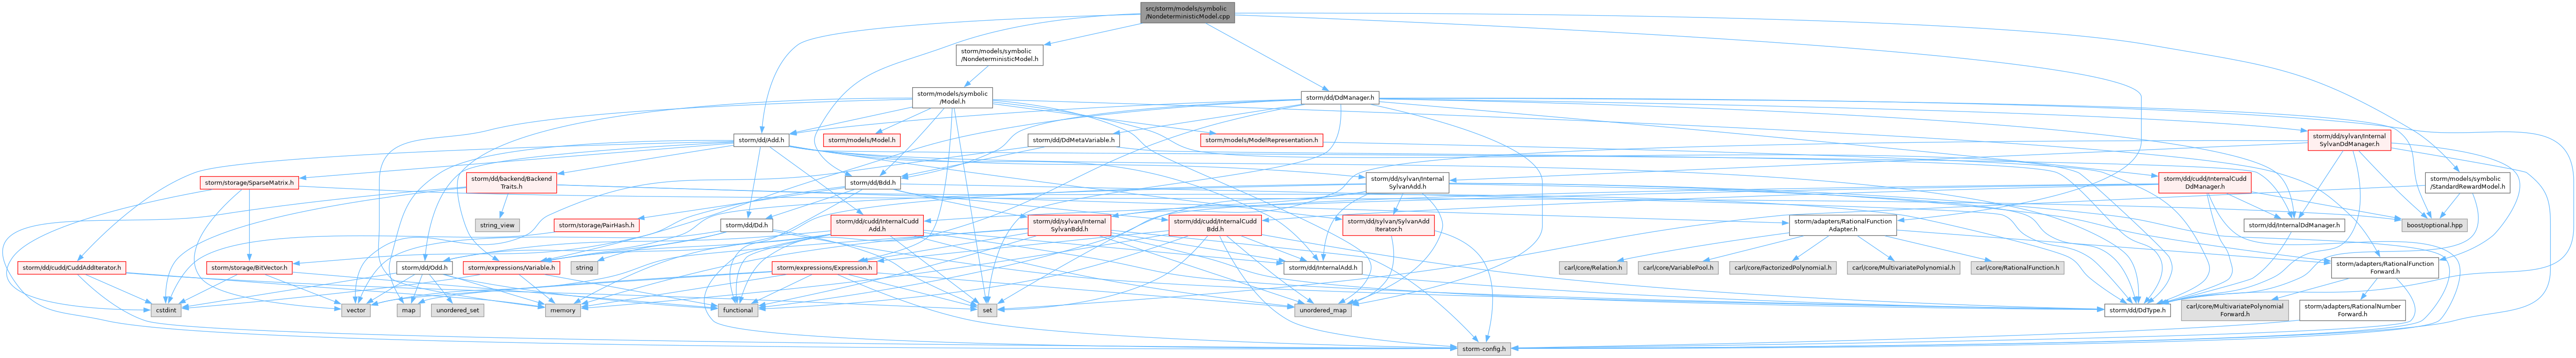 src/storm/models/symbolic
/NondeterministicModel.cpp
storm/models/symbolic
/NondeterministicModel.h
storm/models/symbolic
/Model.h
storm/dd/DdManager.h
storm/dd/Add.h
storm/models/Model.h
storm/dd/DdMetaVariable.h
storm/models/ModelRepresentation.h
storm/dd/sylvan/Internal
SylvanDdManager.h
storm/storage/SparseMatrix.h
storm/dd/backend/Backend
Traits.h
storm/dd/Bdd.h
storm/dd/sylvan/Internal
SylvanAdd.h
storm/dd/cudd/InternalCudd
DdManager.h
storm/models/symbolic
/StandardRewardModel.h
string_view
storm/storage/PairHash.h
storm/dd/Dd.h
storm/dd/cudd/InternalCudd
Add.h
storm/dd/sylvan/Internal
SylvanBdd.h
storm/dd/cudd/InternalCudd
Bdd.h
storm/dd/sylvan/SylvanAdd
Iterator.h
storm/adapters/RationalFunction
Adapter.h
storm/dd/InternalDdManager.h
boost/optional.hpp
storm/dd/cudd/CuddAddIterator.h
storm/storage/BitVector.h
storm/dd/Odd.h
storm/expressions/Variable.h
string
storm/expressions/Expression.h
storm/dd/InternalAdd.h
carl/core/Relation.h
carl/core/VariablePool.h
carl/core/FactorizedPolynomial.h
carl/core/MultivariatePolynomial.h
carl/core/RationalFunction.h
storm/adapters/RationalFunction
Forward.h
cstdint
vector
map
unordered_set
memory
functional
set
unordered_map
storm/dd/DdType.h
carl/core/MultivariatePolynomial
Forward.h
storm/adapters/RationalNumber
Forward.h
storm-config.h